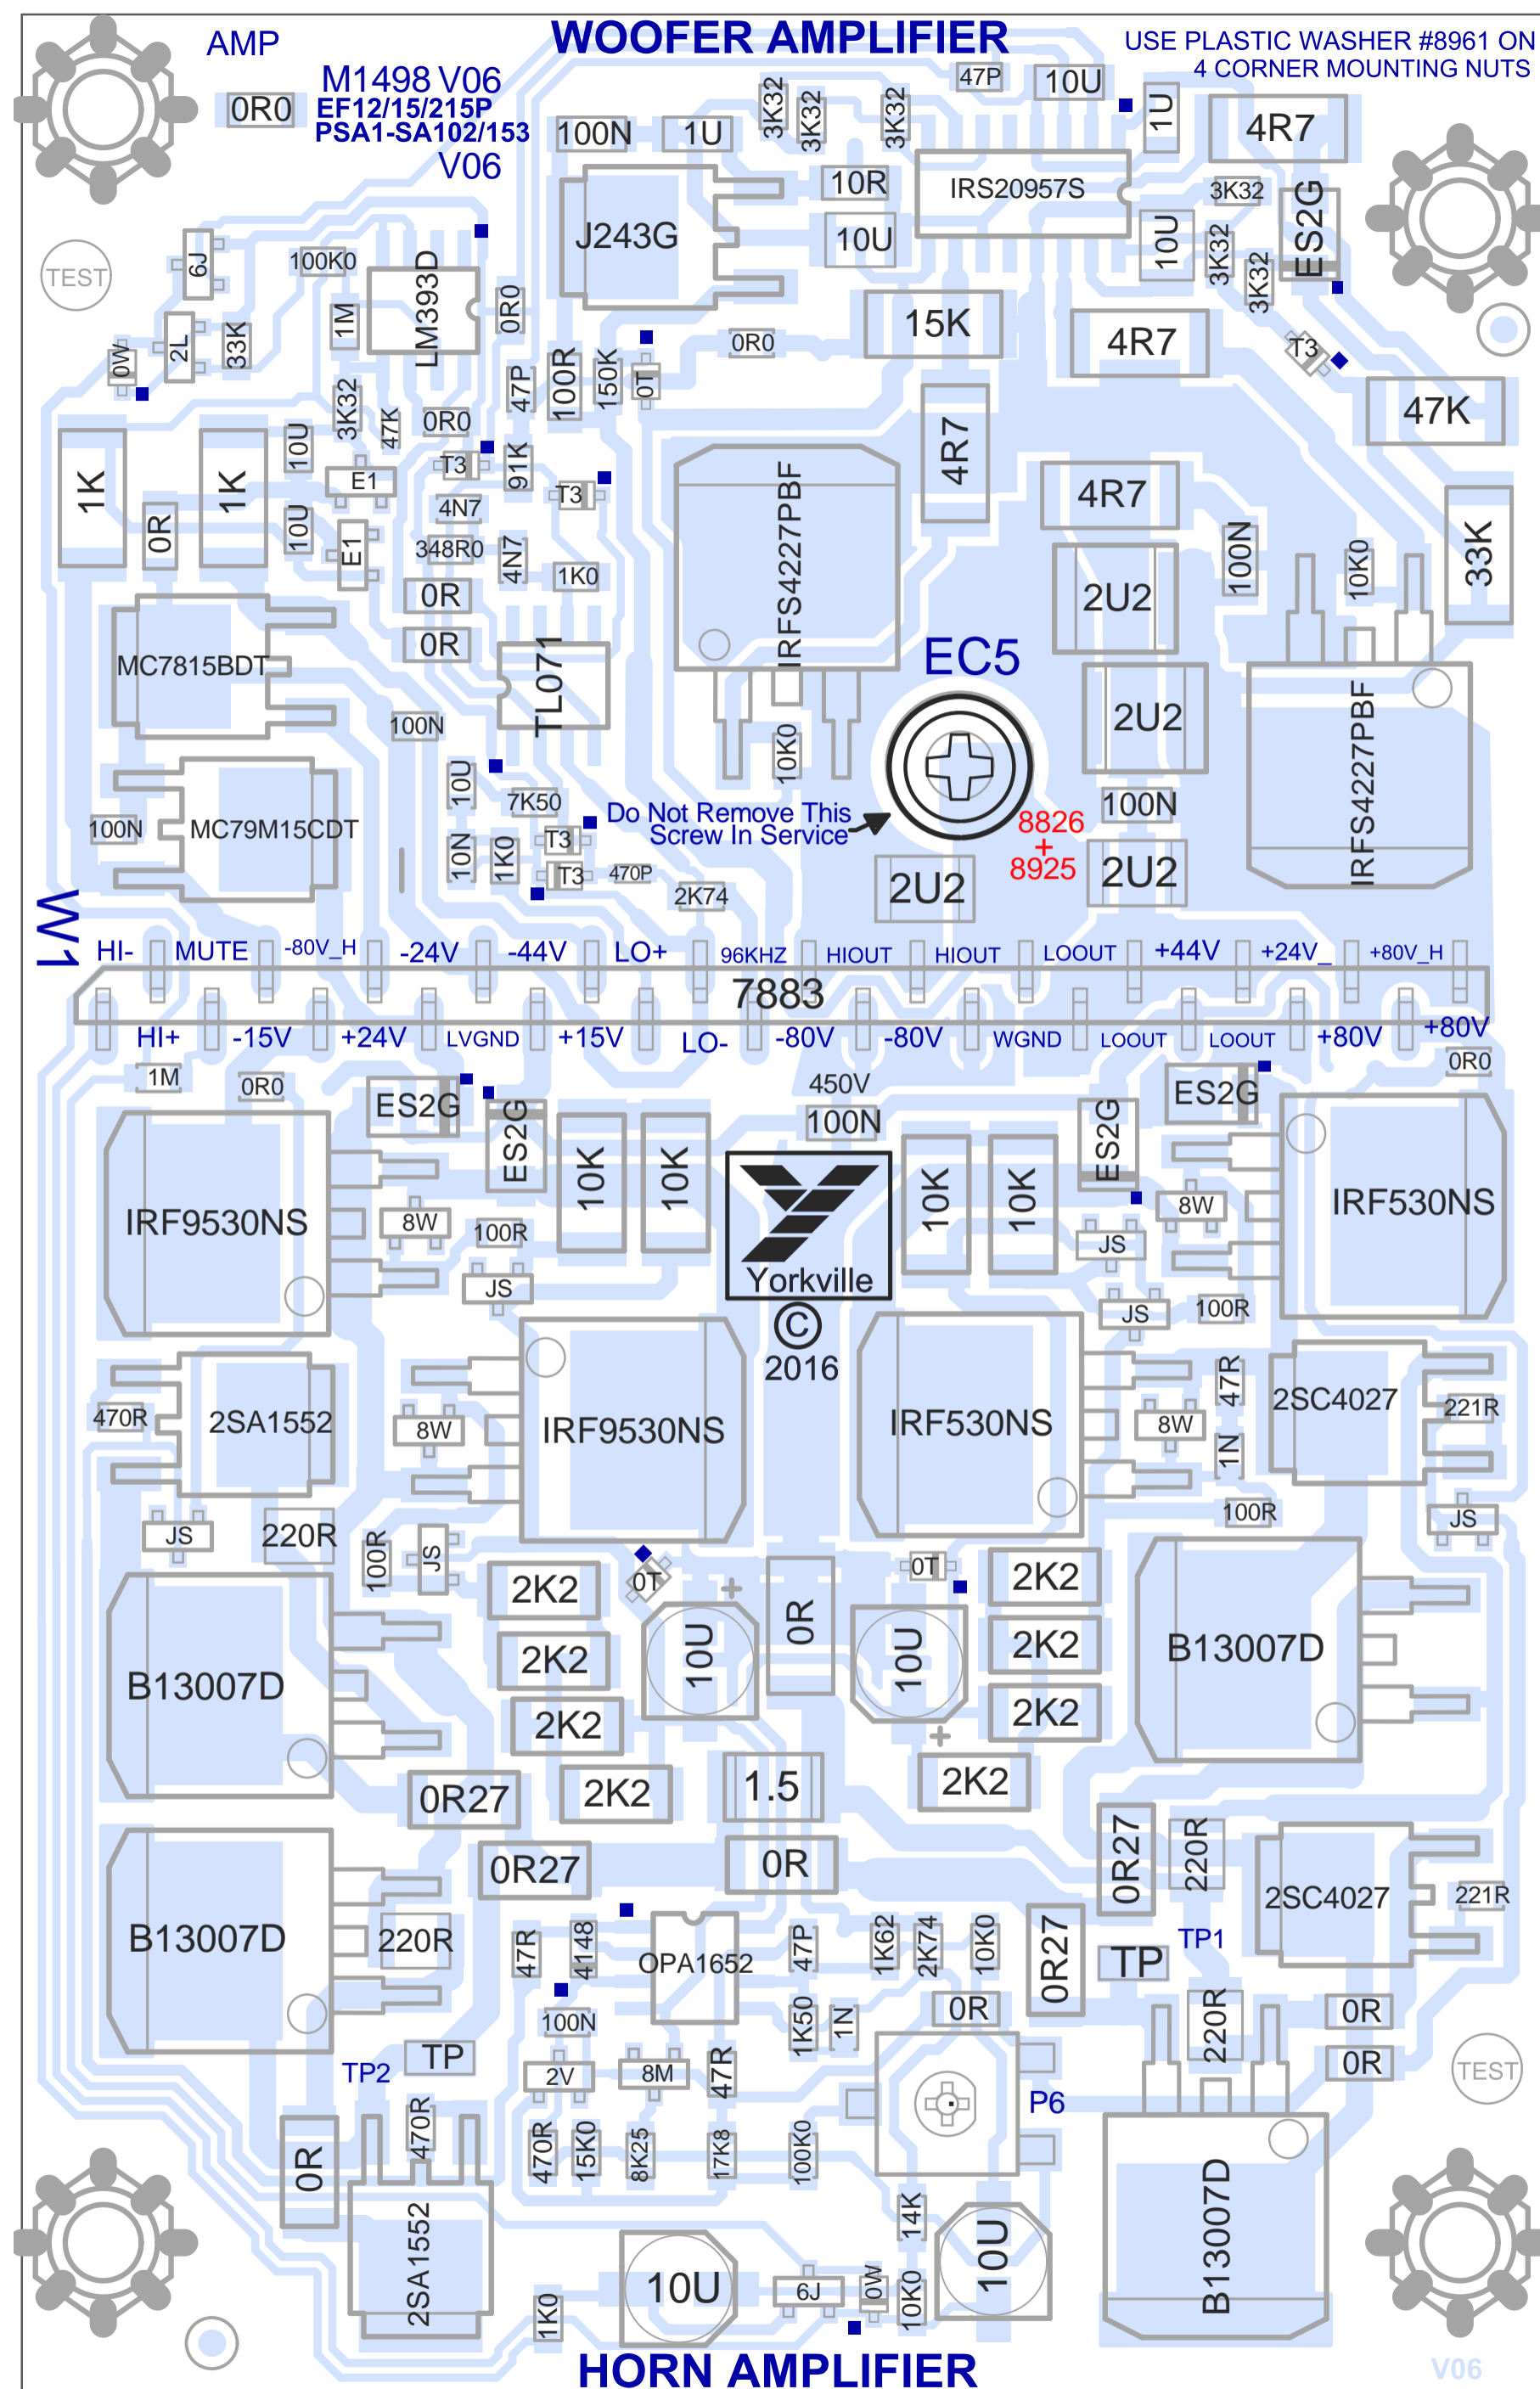 AMP
WOOFER AMPLIFIER
USE PLASTIC WASHER #8961 ON
4 CORNER MOUNTING NUTS
M1498 V06
EF12/15/215P
PSA1-SA102/153
V06
0R0
100N
1U
3K32
3K32
3K32
47P
10U
1U
4R7
J243G
10R
10U
IRS20957S
10U
3K32
3K32
3K32
ES2G
TEST
6J
100K0
LM393D
0R0
2L
33K
1M
0W
47P
100R
150K
0T
0R0
15K
4R7
T3
47K
1K
1K
10U
3K32
47K
0R0
T3
91K
T3
E1
4N7
0R
10U
E1
348R0
4N7
1K0
0R
0R
IRFS4227PBF
4R7
4R7
2U2
100N
10K0
33K
MC7815BDT
TL071
EC5
2U2
IRFS4227PBF
100N
10K0
MC79M15CDT
100N
10U
7K50
Do Not Remove This
Screw In Service
8826
+
8925
100N
10N
1K0
T3
T3
470P
2K74
2U2
2U2
W1
HI-
MUTE
-80V_H
-24V
-44V
LO+
96KHZ
HIOUT
HIOUT
LOOUT
+44V
+24V_
+80V_H
7883
HI+
-15V
+24V
LVGND
+15V
LO-
-80V
-80V
WGND
LOOUT
LOOUT
+80V
+80V
1M
0R0
ES2G
ES2G
450V
100N
ES2G
ES2G
0R0
10K
10K
10K
10K
IRF9530NS
8W
100R
JS
Yorkville
©
2016
JS
8W
IRF530NS
JS
100R
470R
2SA1552
8W
IRF9530NS
IRF530NS
8W
47R
1N
2SC4027
221R
JS
220R
100R
JS
0T
0T
100R
JS
2K2
2K2
2K2
2K2
+
10U
0R
10U
+
2K2
2K2
2K2
2K2
B13007D
B13007D
0R27
1.5
0R27
0R
0R27
220R
2SC4027
221R
B13007D
220R
47R
4148
OPA1652
47P
1K62
2K74
10K0
0R27
TP1
TP
100N
1K50
1N
0R
220R
0R
0R
TP2
TP
2V
8M
47R
P6
TEST
0R
470R
470R
15K0
8K25
17K8
100K0
14K
2SA1552
10U
6J
0W
10K0
10U
1K0
B13007D
HORN AMPLIFIER
V06